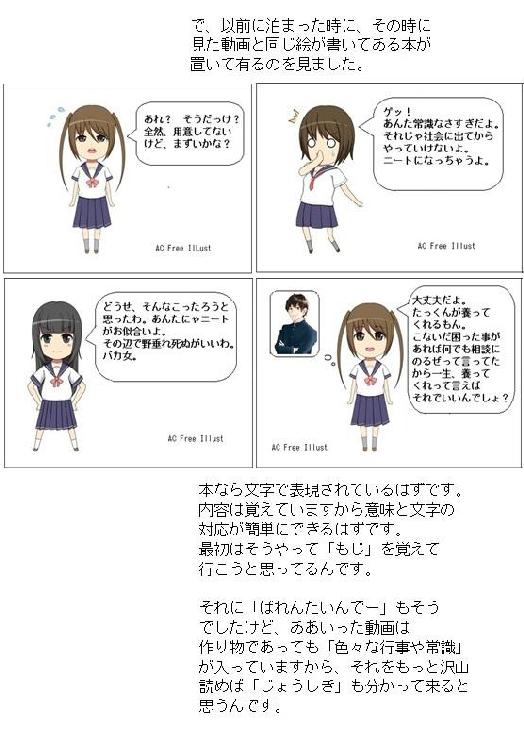 で、以前に泊まった時に、その時に
見た動画と同じ絵が書いてある本が
置いて有るのを見ました。
あれ？　そうだっけ？
全然、用意してない
けど、まずいかな？
AC Free Illust
ゲッ！
あんた常識なさすぎだよ。
それじゃ社会に出てから
やっていけないよ。
ニートになっちゃうよ。
AC Free Illust
どうせ、そんなこったろうと
思ったわ。あんたにゃニート
がお似合いよ。
その辺で野垂れ死ぬがいいわ。
バカ女。
AC Free Illust
大丈夫だよ。
たっくんが養って
くれるもん。
こないだ困った事が
あれば何でも相談に
のるぜって言ってた
から一生、養って
くれって言えば
それでいいんでしょ？
AC Free Illust
本なら文字で表現されているはずです。
内容は覚えていますから意味と文字の
対応が簡単にできるはずです。
最初はそうやって「もじ」を覚えて
行こうと思ってるんです。
それに「ばれんたいんでー」もそう
でしたけど、ああいった動画は
作り物であっても「色々な行事や常識」
が入っていますから、それをもっと沢山
読めば「じょうしき」も分かって来ると
思うんです。